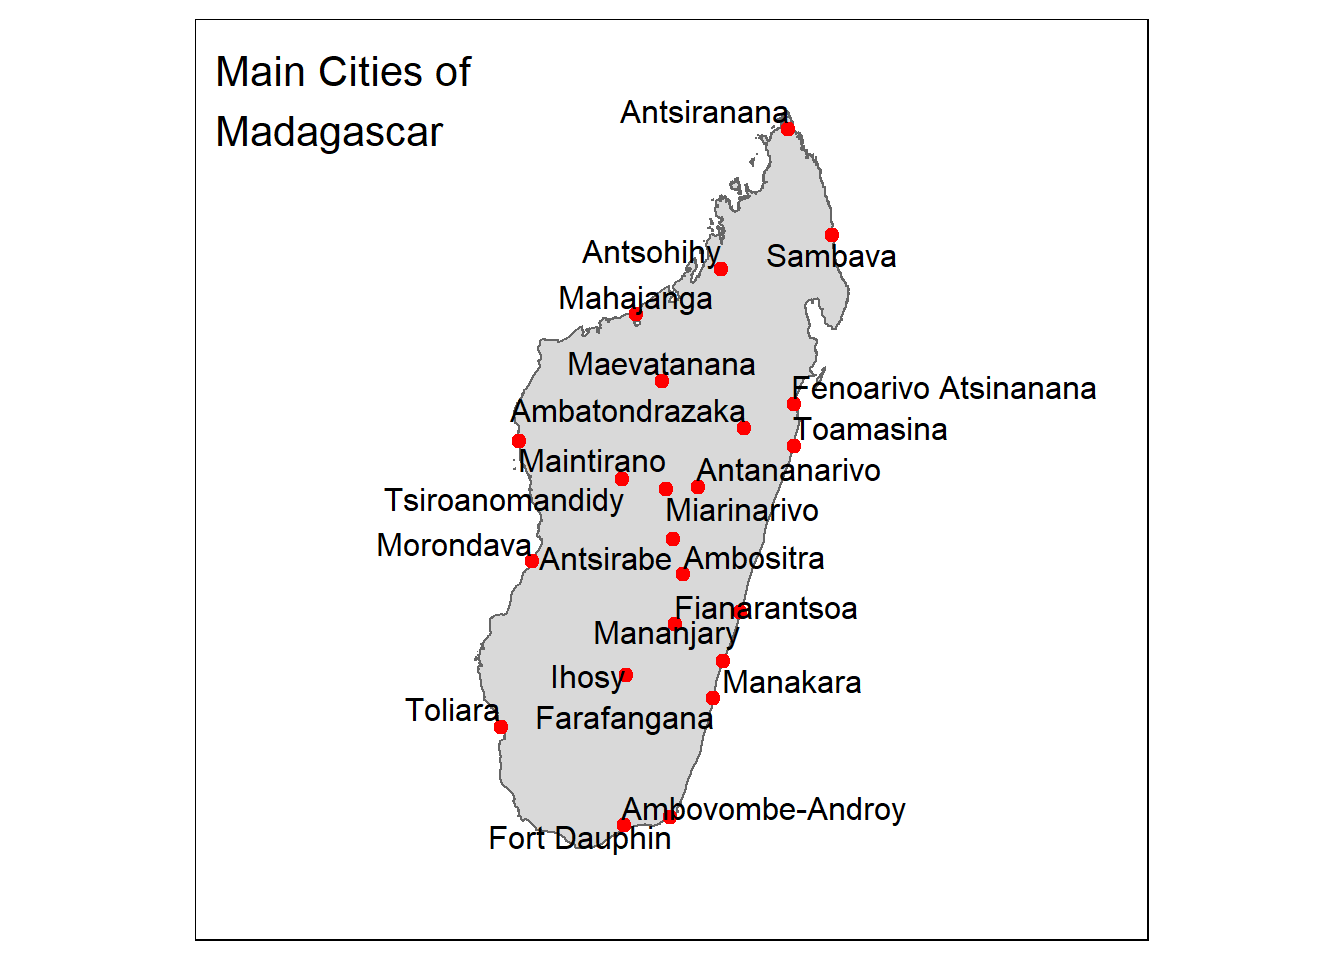 Main Cities of
Madagascar
Antsiranana
Antsohihy
Sambava
Mahajanga
Maevatanana
Fenoarivo Atsinanana
Ambatondrazaka
Toamasina
Maintirano
Antananarivo
Tsiroanomandidy
Miarinarivo
Morondava
Antsirabe
Ambositra
Fianarantsoa
Mananjary
Ihosy
Manakara
Toliara
Farafangana
Ambovombe-Androy
Fort Dauphin